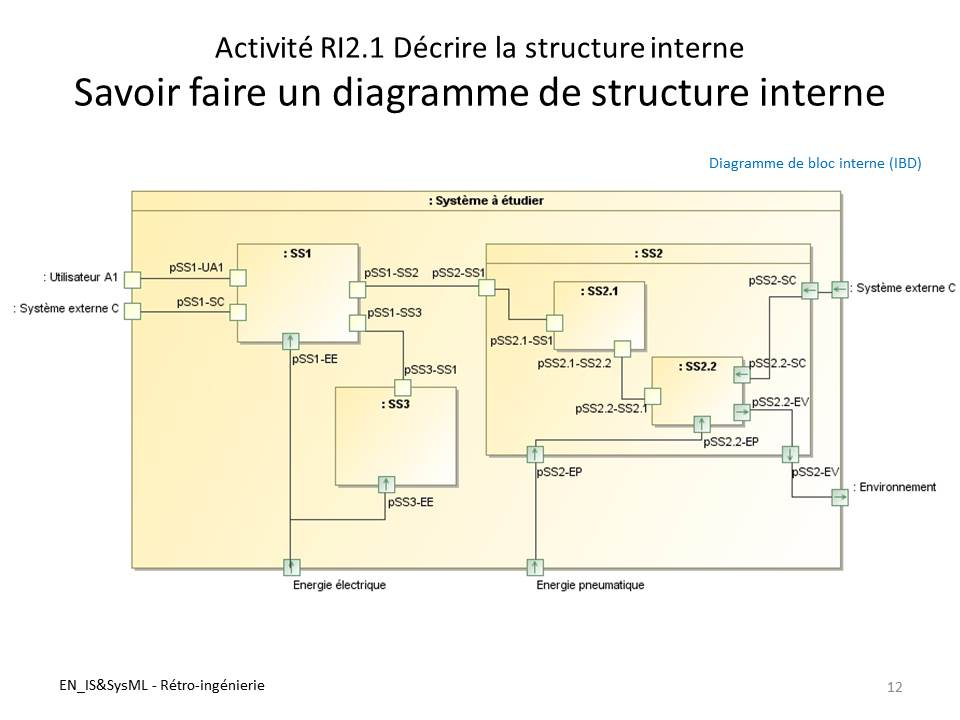 Activité RI2.1 Décrire la structure interne
Savoir faire un diagramme de structure interne
Diagramme de bloc interne (IBD)
: Système à étudier
: SS1
: SS2
: Utilisateur A1
pSS1-UA1
pSS1-SS2
pSS2-SS1
pSS2-SC
: Système externe C
: Système externe C
pSS1-SC
: SS2.1
pSS1-SS3
pSS2.1-SS1
pSS1-EE
pSS2.1-SS2.2
: SS2.2
pSS2.2-SC
pSS3-SS1
: SS3
pSS2.2-SS2.1
pSS2.2-EV
pSS2.2-EP
pSS2-EP
pSS2-EV
: Environnement
pSS3-EE
Energie électrique
Energie pneumatique
EN_IS&SysML - Rétro-ingénierie
12